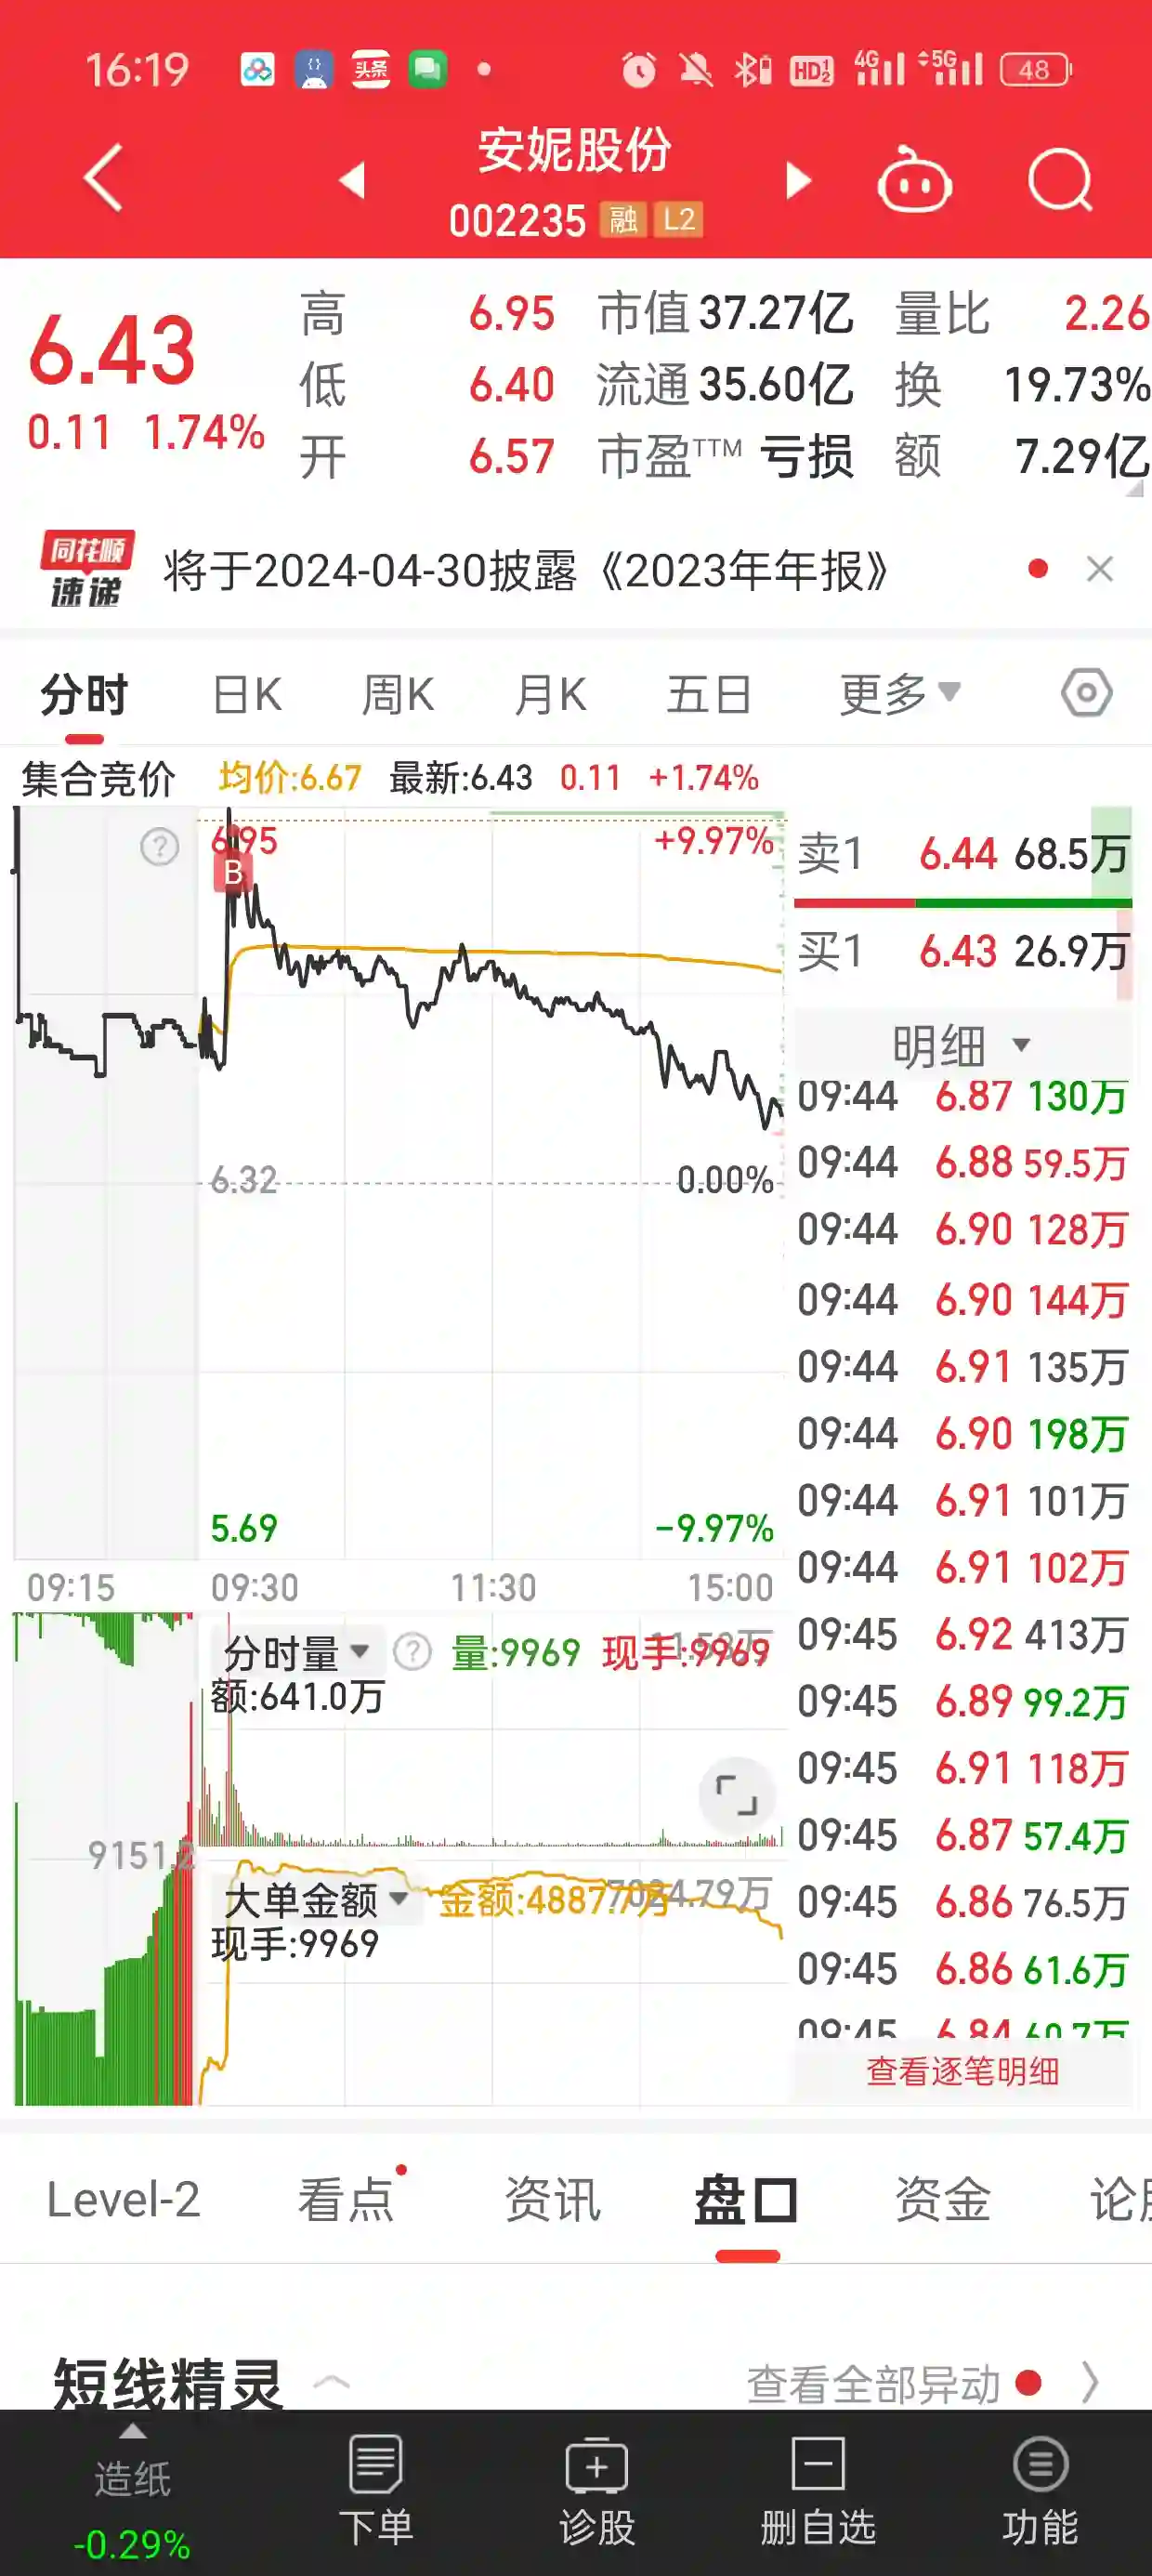 16:19 头条 HD 1 2 4G 5G 48
安妮股份
002235 融 L2
6.43
0.11 1.74%
高 6.95 市值 37.27亿 量比 2.26
低 6.40 流通 35.60亿 换 19.73%
开 6.57 市盈TTM 亏损 额 7.29亿
同花顺
速递
将于2024-04-30披露《2023年年报》
分时 日K 周K 月K 五日 更多
集合竞价 均价:6.67 最新:6.43 0.11 +1.74%
6.95 +9.97%
B
6.32 0.00%
5.69 -9.97%
09:15 09:30 11:30 15:00
卖1 6.44 68.5万
买1 6.43 26.9万
明细
09:44 6.87 130万
09:44 6.88 59.5万
09:44 6.90 128万
09:44 6.90 144万
09:44 6.91 135万
09:44 6.90 198万
09:44 6.91 101万
09:44 6.91 102万
09:45 6.92 413万
09:45 6.89 99.2万
09:45 6.91 118万
09:45 6.87 57.4万
09:45 6.86 76.5万
09:45 6.86 61.6万
09:45 6.84 60.7万
查看逐笔明细
分时量 量:9969 现手:9969
额:641.0万
9151.2
大单金额 金额:4887.7万 7024.79万
现手:9969
Level-2 看点 资讯 盘口 资金 论股
短线精灵 查看全部异动
造纸
-0.29%
下单 诊股 删自选 功能